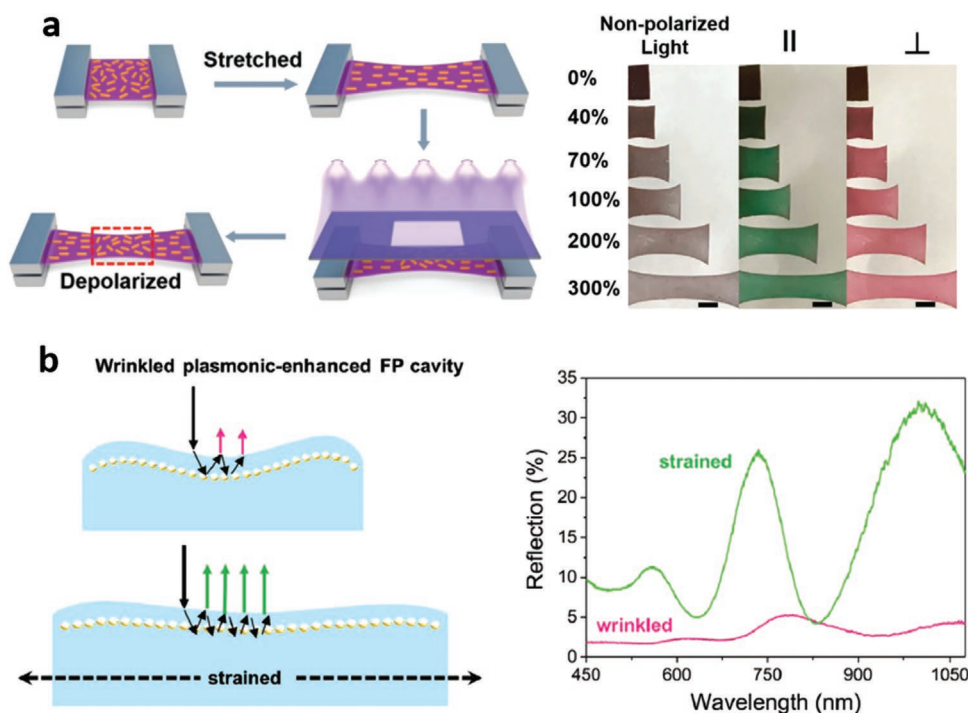 a
Stretched
Depolarized
Non-polarized
Light
||
⊥
0%
40%
70%
100%
200%
300%
b
Wrinkled plasmonic-enhanced FP cavity
strained
35
30
25
20
15
10
5
0
Reflection (%)
strained
wrinkled
450
600
750
900
1050
Wavelength (nm)